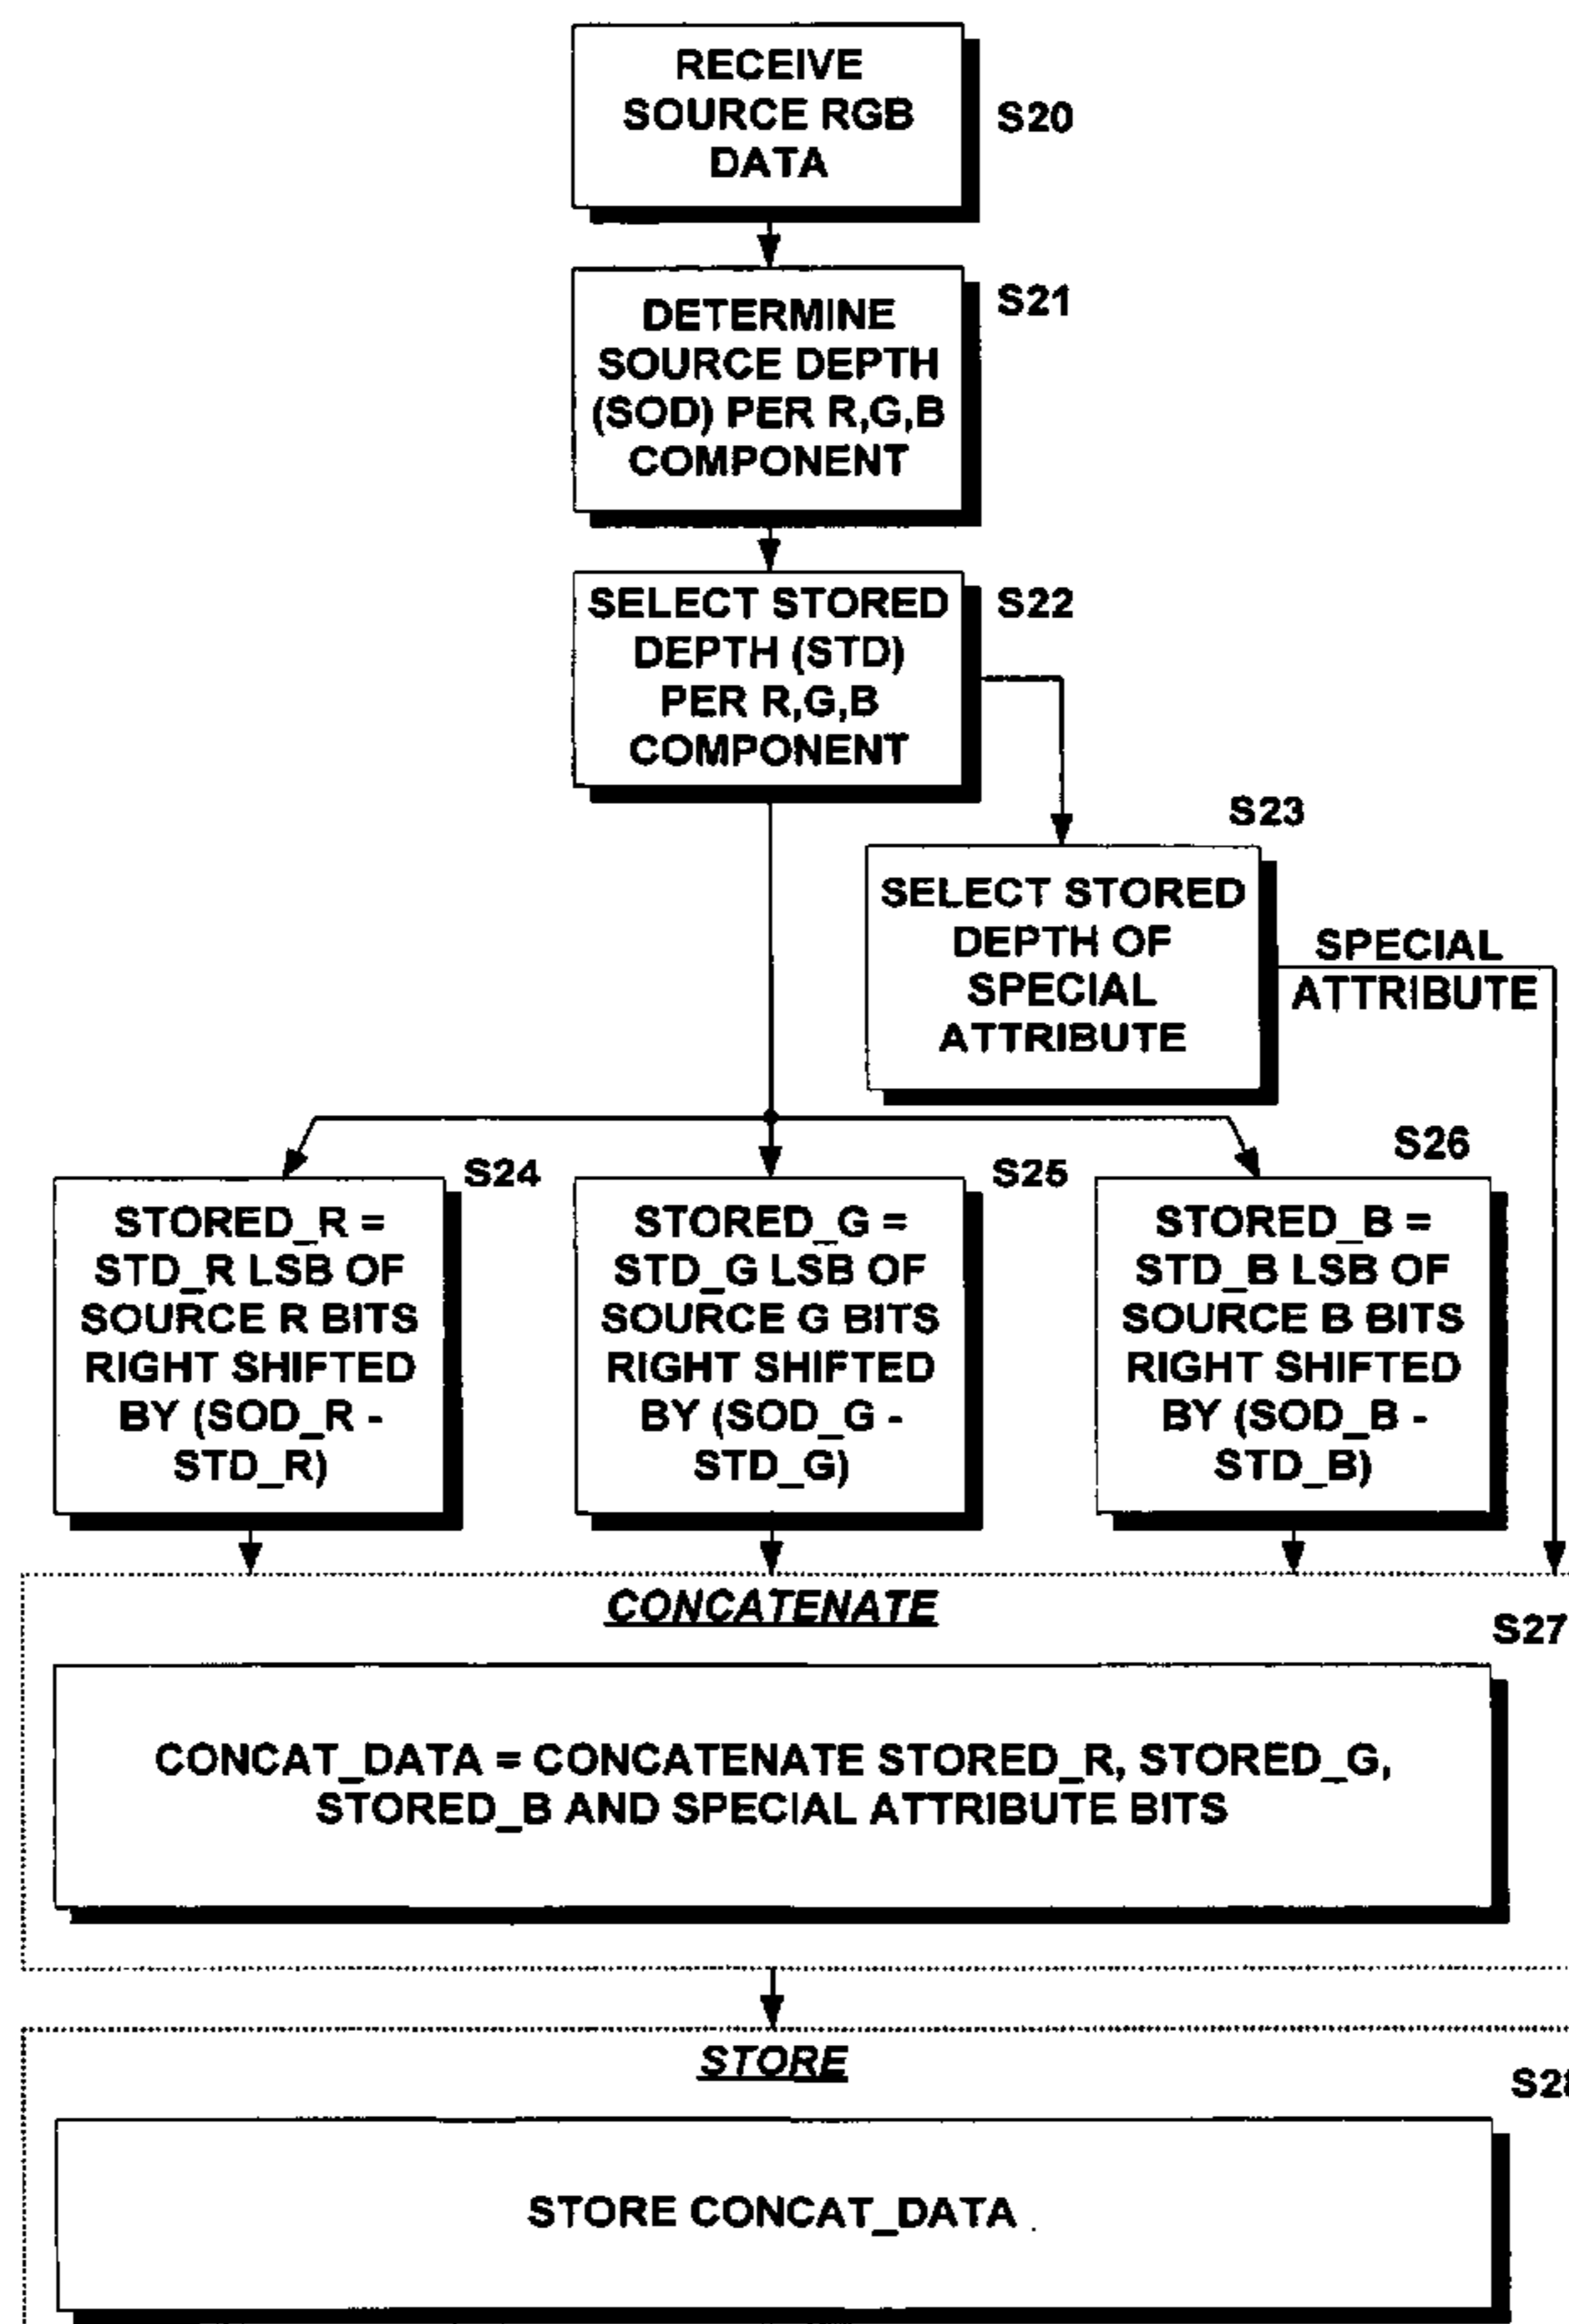 RECEIVE
SOURCE RGB
DATA
S20
DETERMINE
SOURCE DEPTH
(SOD) PER R,G,B
COMPONENT
S21
SELECT STORED
DEPTH (STD)
PER R,G,B
COMPONENT
S22
S23
SELECT STORED
DEPTH OF
SPECIAL
ATTRIBUTE
SPECIAL
ATTRIBUTE
S24
STORED_R =
STD_R LSB OF
SOURCE R BITS
RIGHT SHIFTED
BY (SOD_R -
STD_R)
S25
STORED_G =
STD_G LSB OF
SOURCE G BITS
RIGHT SHIFTED
BY (SOD_G -
STD_G)
S26
STORED_B =
STD_B LSB OF
SOURCE B BITS
RIGHT SHIFTED
BY (SOD_B -
STD_B)
CONCATENATE
S27
CONCAT_DATA = CONCATENATE STORED_R, STORED_G,
STORED_B AND SPECIAL ATTRIBUTE BITS
STORE
S28
STORE CONCAT_DATA